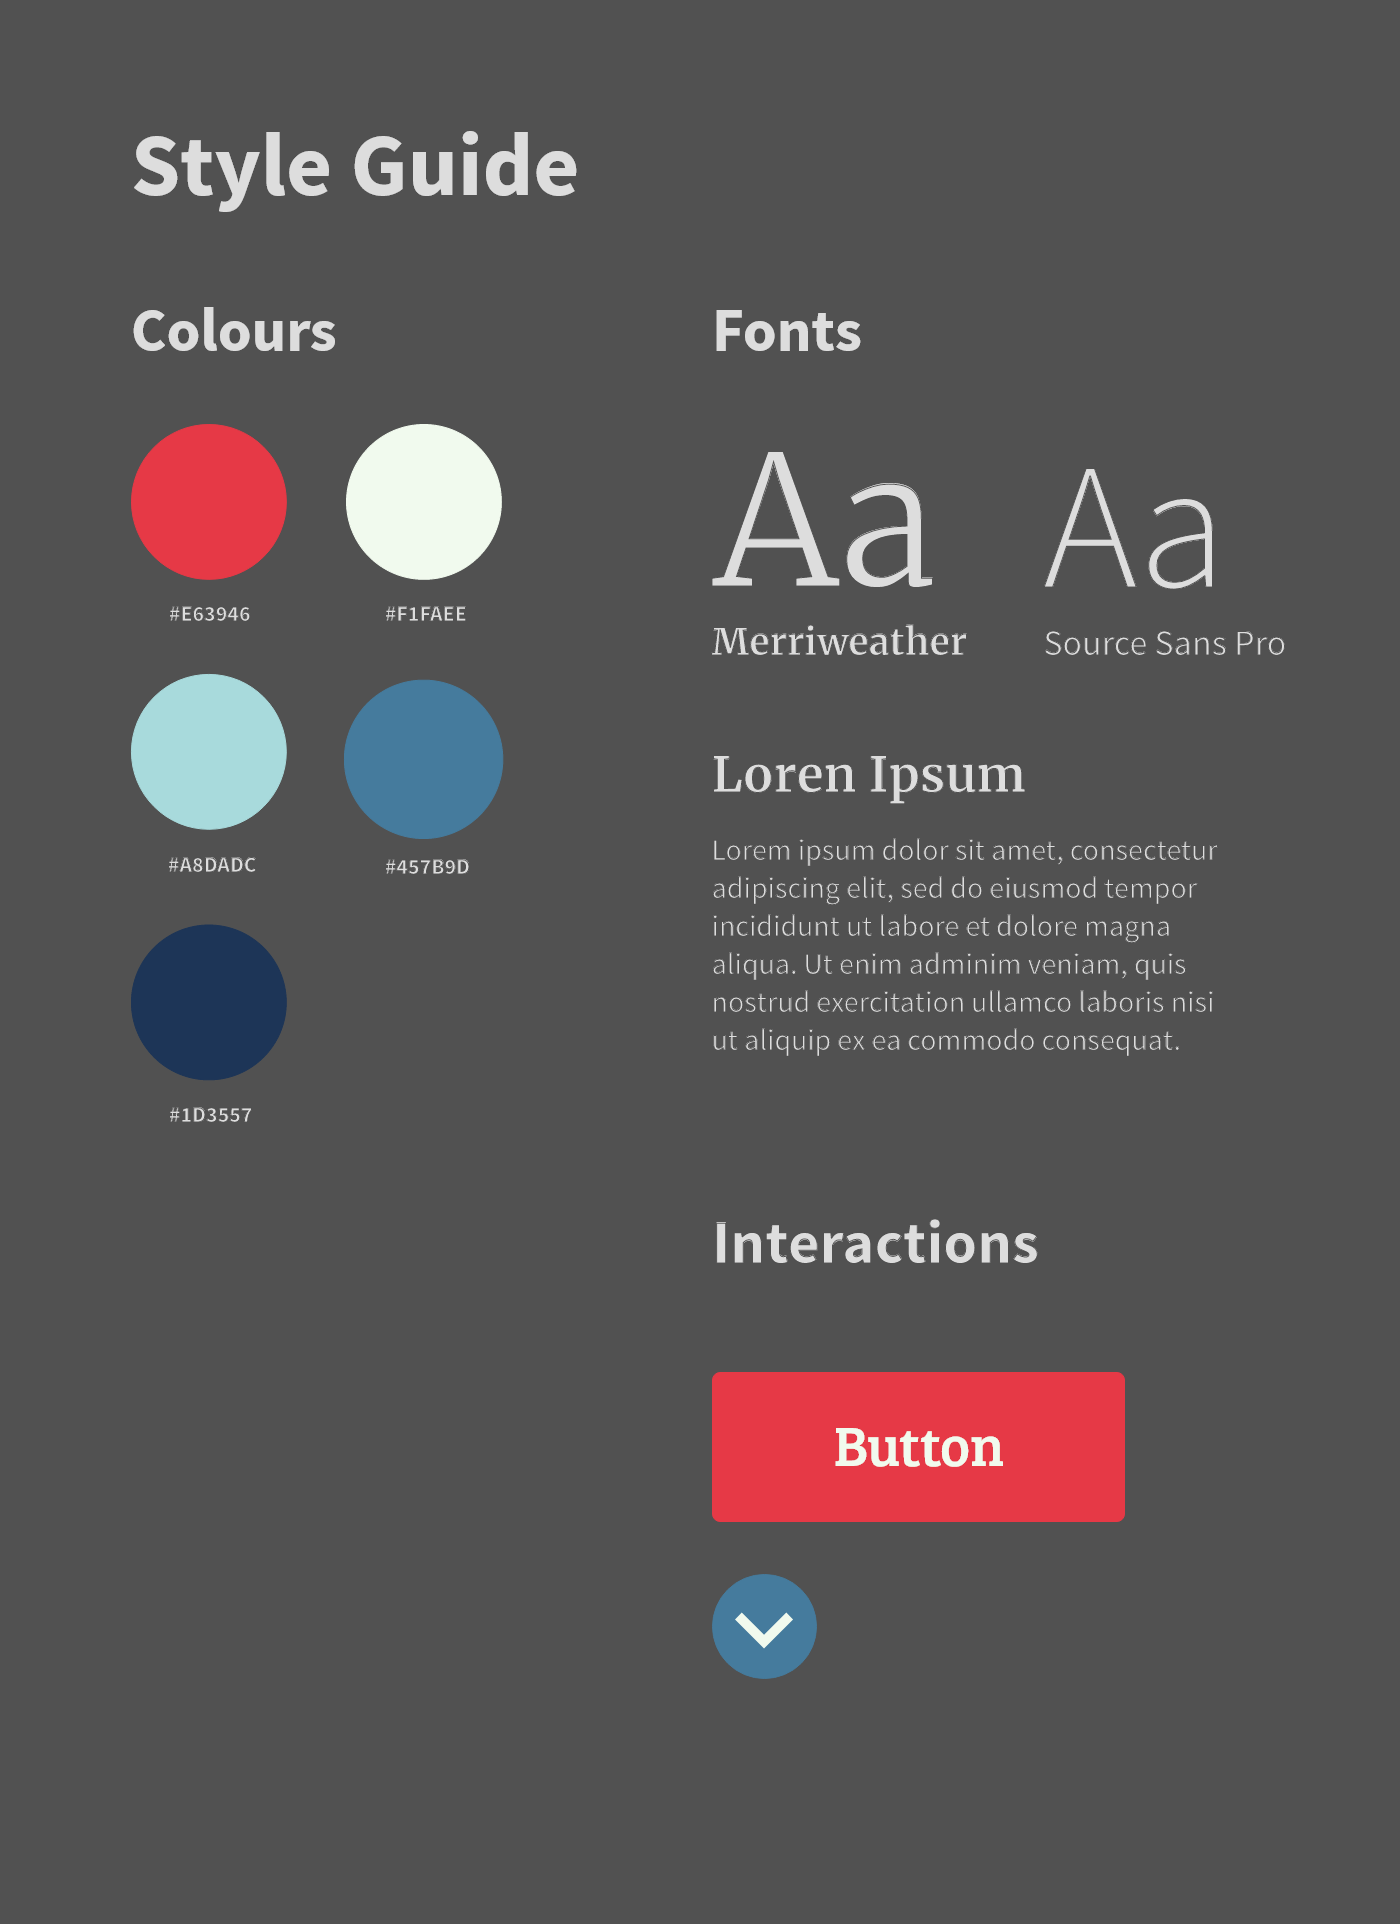 Style Guide
Colours
#E63946
#F1FAEE
#A8DADC
#457B9D
#1D3557
Fonts
Aa
Aa
Merriweather
Source Sans Pro
Loren Ipsum
Lorem ipsum dolor sit amet, consectetur
adipiscing elit, sed do eiusmod tempor
incididunt ut labore et dolore magna
aliqua. Ut enim adminim veniam, quis
nostrud exercitation ullamco laboris nisi
ut aliquip ex ea commodo consequat.
Interactions
Button